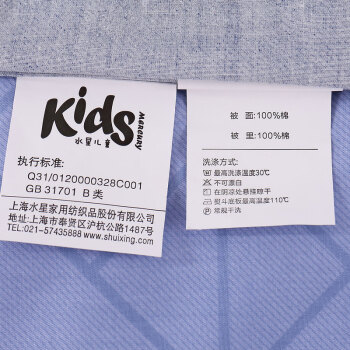 Kids
MERCURY
水星儿童
执行标准:
Q31/0120000328C001
GB 31701 B 类
上海水星家用纺织品股份有限公司
地址:上海市奉贤区沪杭公路1487号
TEL:021-57435888 www.shuixing.com
被 面:100%棉
被 里:100%棉
洗涤方式:
最高洗涤温度30℃
不可漂白
在阴凉处悬挂晾干
熨斗底板最高温度110℃
常规干洗